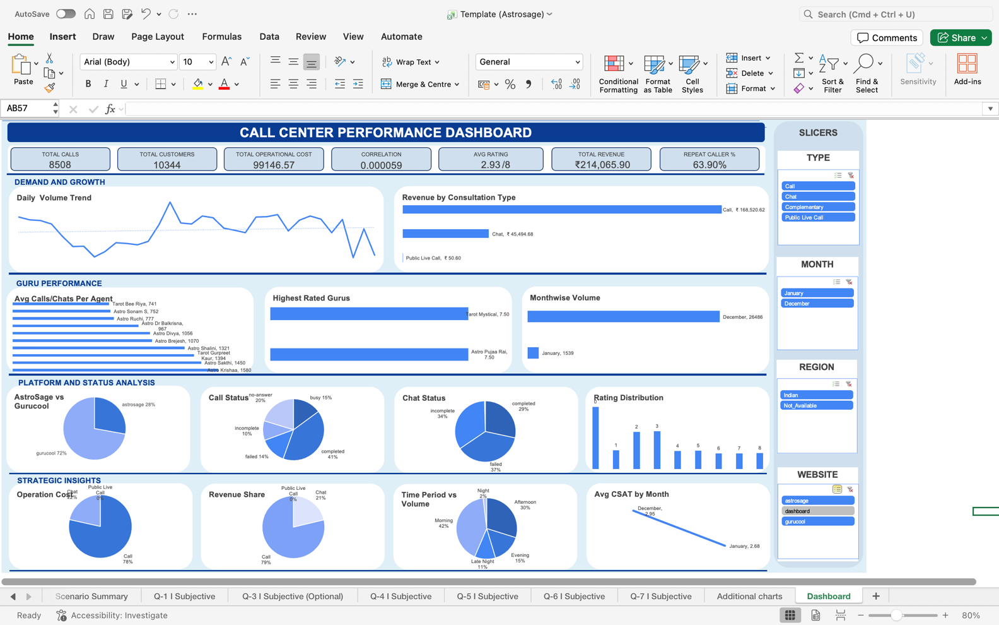 AutoSave
Template (Astrosage)
Search (Cmd + Ctrl + U)
Home Insert Draw Page Layout Formulas Data Review View Automate
Comments
Share
Paste
Arial (Body)
10
Wrap Text
General
Merge & Centre
Conditional Formatting
Format as Table
Cell Styles
Insert
Delete
Format
Sort & Filter
Find & Select
Sensitivity
Add-ins
AB57
fx
CALL CENTER PERFORMANCE DASHBOARD
TOTAL CALLS
8508
TOTAL CUSTOMERS
10344
TOTAL OPERATIONAL COST
99146.57
CORRELATION
0.000059
AVG RATING
2.93/8
TOTAL REVENUE
₹214,065.90
REPEAT CALLER %
63.90%
DEMAND AND GROWTH
Daily Volume Trend
Revenue by Consultation Type
Call, ₹ 168,520.62
Chat, ₹ 45,494.68
Public Live Call, ₹ 50.60
GURU PERFORMANCE
Avg Calls/Chats Per Agent
Tarot Bee Riya, 741
Astro Sonam S, 752
Astro Ruchi, 777
Astro Dr Balkrisna,
967
Astro Divya, 1056
Astro Brejesh, 1070
Astro Shalini, 1321
Tarot Gurpreet
Kaur, 1394
Astro Sakthi, 1450
Astro Krishaa, 1580
Highest Rated Gurus
Tarot Mystical, 7.50
Astro Pujaa Rai,
7.50
Monthwise Volume
December, 26486
January, 1539
PLATFORM AND STATUS ANALYSIS
AstroSage vs
Gurucool
astrosage 28%
gurucool 72%
Call Status
no-answer
20%
busy 15%
incomplete
10%
failed 14%
completed
41%
Chat Status
completed
29%
incomplete
34%
failed
37%
Rating Distribution
0
1
2
3
4
5
6
7
8
STRATEGIC INSIGHTS
Operation Cost
Chat
22%
Public Live
Call
0%
Call
78%
Revenue Share
Public Live
Call
0%
Chat
21%
Call
79%
Time Period vs
Volume
Night
2%
Afternoon
30%
Morning
42%
Evening
15%
Late Night
11%
Avg CSAT by Month
December,
2.95
January, 2.68
SLICERS
TYPE
Call
Chat
Complementary
Public Live Call
MONTH
January
December
REGION
Indian
Not_Available
WEBSITE
astrosage
dashboard
gurucool
Scenario Summary
Q-1 I Subjective
Q-3 I Subjective (Optional)
Q-4 I Subjective
Q-5 I Subjective
Q-6 I Subjective
Q-7 I Subjective
Additional charts
Dashboard
Ready
Accessibility: Investigate
80%